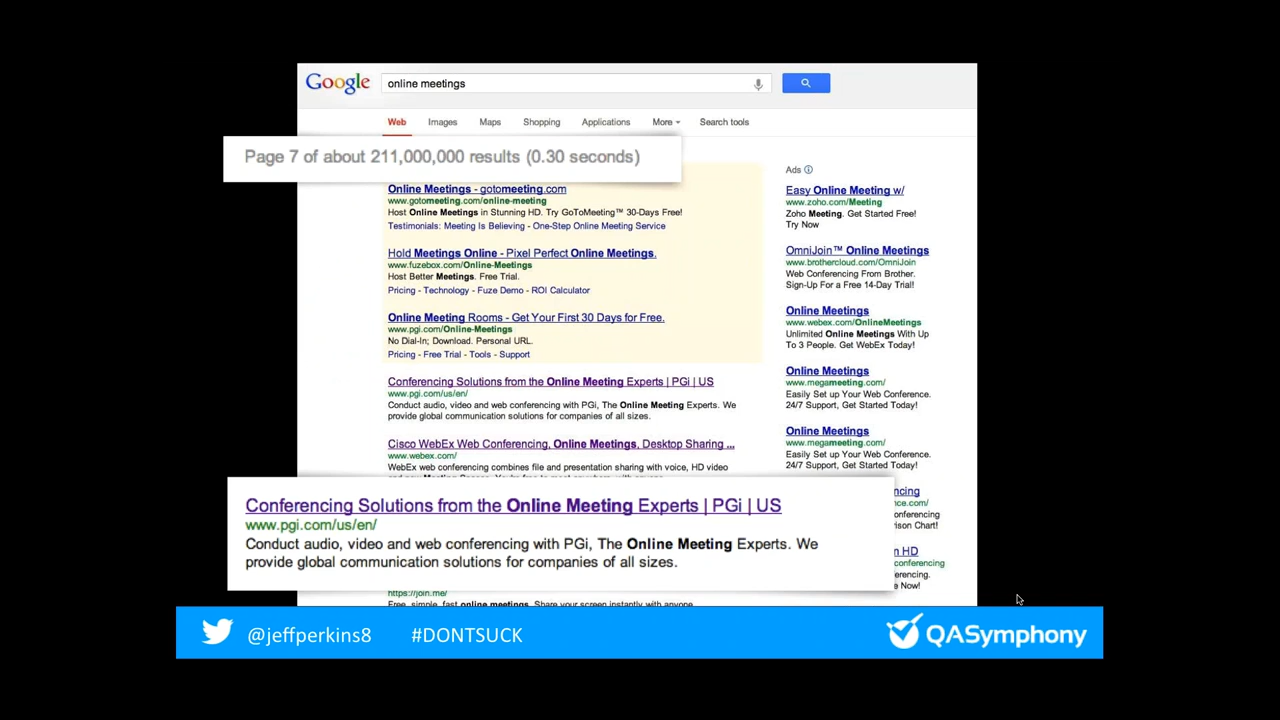 Google
online meetings
Web Images Maps Shopping Applications More Search tools
Page 7 of about 211,000,000 results (0.30 seconds)
Online Meetings - gotomeeting.com
www.gotomeeting.com/online-meeting
Host Online Meetings in Stunning HD. Try GoToMeeting™ 30-Days Free!
Testimonials: Meeting Is Believing - One-Step Online Meeting Service
Hold Meetings Online - Pixel Perfect Online Meetings.
www.fuzebox.com/Online-Meetings
Host Better Meetings. Free Trial.
Pricing - Technology - Fuze Demo - ROI Calculator
Online Meeting Rooms - Get Your First 30 Days for Free.
www.pgi.com/Online-Meetings
No Dial-In; Download. Personal URL.
Pricing - Free Trial - Tools - Support
Conferencing Solutions from the Online Meeting Experts | PGi | US
www.pgi.com/us/en/
Conduct audio, video and web conferencing with PGi, The Online Meeting Experts. We
provide global communication solutions for companies of all sizes.
Cisco WebEx Web Conferencing, Online Meetings, Desktop Sharing ...
www.webex.com/
WebEx web conferencing combines file and presentation sharing with voice, HD video
Conferencing Solutions from the Online Meeting Experts | PGi | US
www.pgi.com/us/en/
Conduct audio, video and web conferencing with PGi, The Online Meeting Experts. We
provide global communication solutions for companies of all sizes.
https://join.me/
Free, simple, fast online meetings. Share your screen instantly with anyone
Ads
Easy Online Meeting w/
www.zoho.com/Meeting
Zoho Meeting. Get Started Free!
Try Now
OmniJoin™ Online Meetings
www.brothercloud.com/OmniJoin
Web Conferencing From Brother.
Sign-Up For a Free 14-Day Trial!
Online Meetings
www.webex.com/OnlineMeetings
Unlimited Online Meetings With Up
To 3 People. Get WebEx Today!
Online Meetings
www.megameeting.com/
Easily Set up Your Web Conference.
24/7 Support, Get Started Today!
Online Meetings
www.megameeting.com/
Easily Set up Your Web Conference.
24/7 Support, Get Started Today!
@jeffperkins8 #DONTSUCK
QASymphony